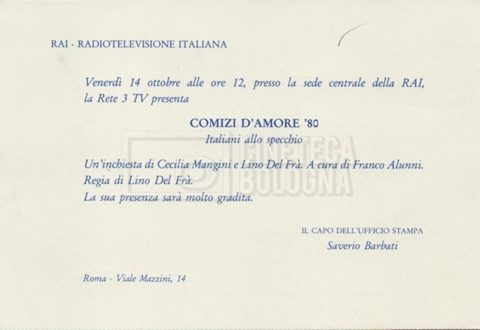 RAI - RADIOTELEVISIONE ITALIANA
Venerdì 14 ottobre alle ore 12, presso la sede centrale della RAI,
la Rete 3 TV presenta
COMIZI D'AMORE '80
Italiani allo specchio
Un'inchiesta di Cecilia Mangini e Lino Del Frà. A cura di Franco Alunni.
Regia di Lino Del Frà.
La sua presenza sarà molto gradita.
CINETECA
BOLOGNA
IL CAPO DELL'UFFICIO STAMPA
Saverio Barbati
Roma - Viale Mazzini, 14